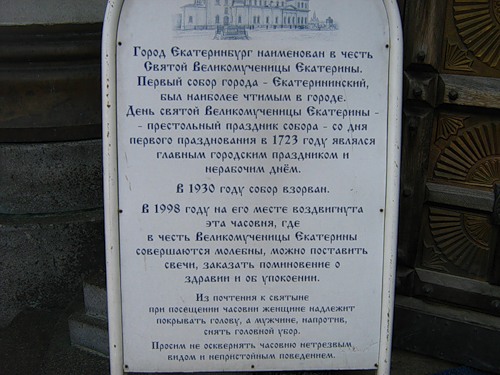 Город Екатеринбург наименован в честь
Святой Великомученицы Екатерины.
Первый собор города - Екатерининский,
был наиболее чтимым в городе.
День святой Великомученицы Екатерины -
- престольный праздник собора - со дня
первого празднования в 1723 году являлся
главным городским праздником и
нерабочим днём.
В 1930 году собор взорван.
В 1998 году на его месте воздвигнута
эта часовня, где
в честь Великомученицы Екатерины
совершаются молебны, можно поставить
свечи, заказать поминовение о
здравии и об упокоении.
Из почтения к святыне
при посещении часовни женщине надлежит
покрывать голову, а мужчине, напротив,
снять головной убор.
Просим не осквернять часовню нетрезвым
видом и непристойным поведением.